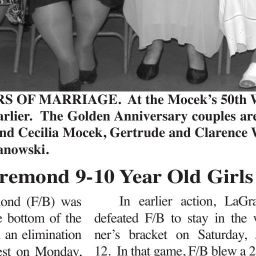 RS OF MARRIAGE. At the Mocek's 50th W
arlier. The Golden Anniversary couples are
nd Cecilia Mocek, Gertrude and Clarence W
anowski.
remond 9-10 Year Old Girls
ond (F/B) was
e bottom of the
an elimination
est on Monday,
In earlier action, LaGra
defeated F/B to stay in the w
ner's bracket on Saturday,
12. In that game, F/B blew a 2